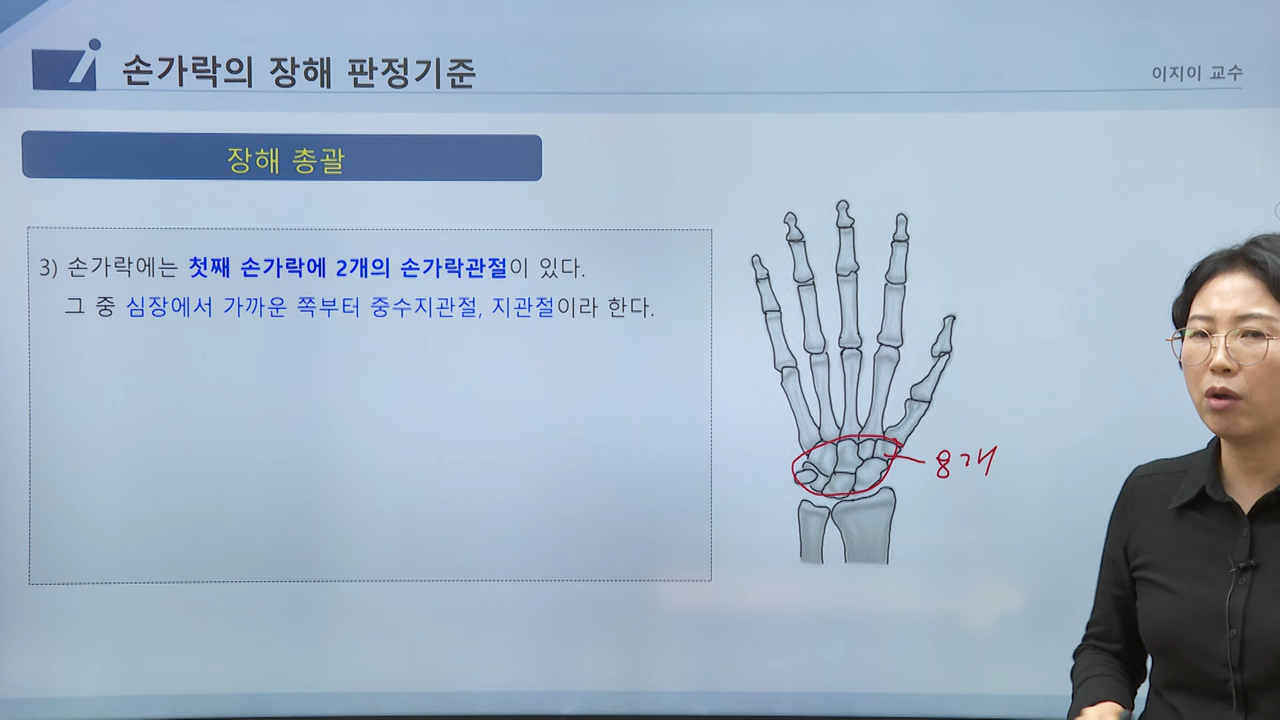 손가락의 장해 판정기준
이지이 교수
장해 총괄
3) 손가락에는 첫째 손가락에 2개의 손가락관절이 있다.
그 중 심장에서 가까운 쪽부터 중수지관절, 지관절이라 한다.
8개